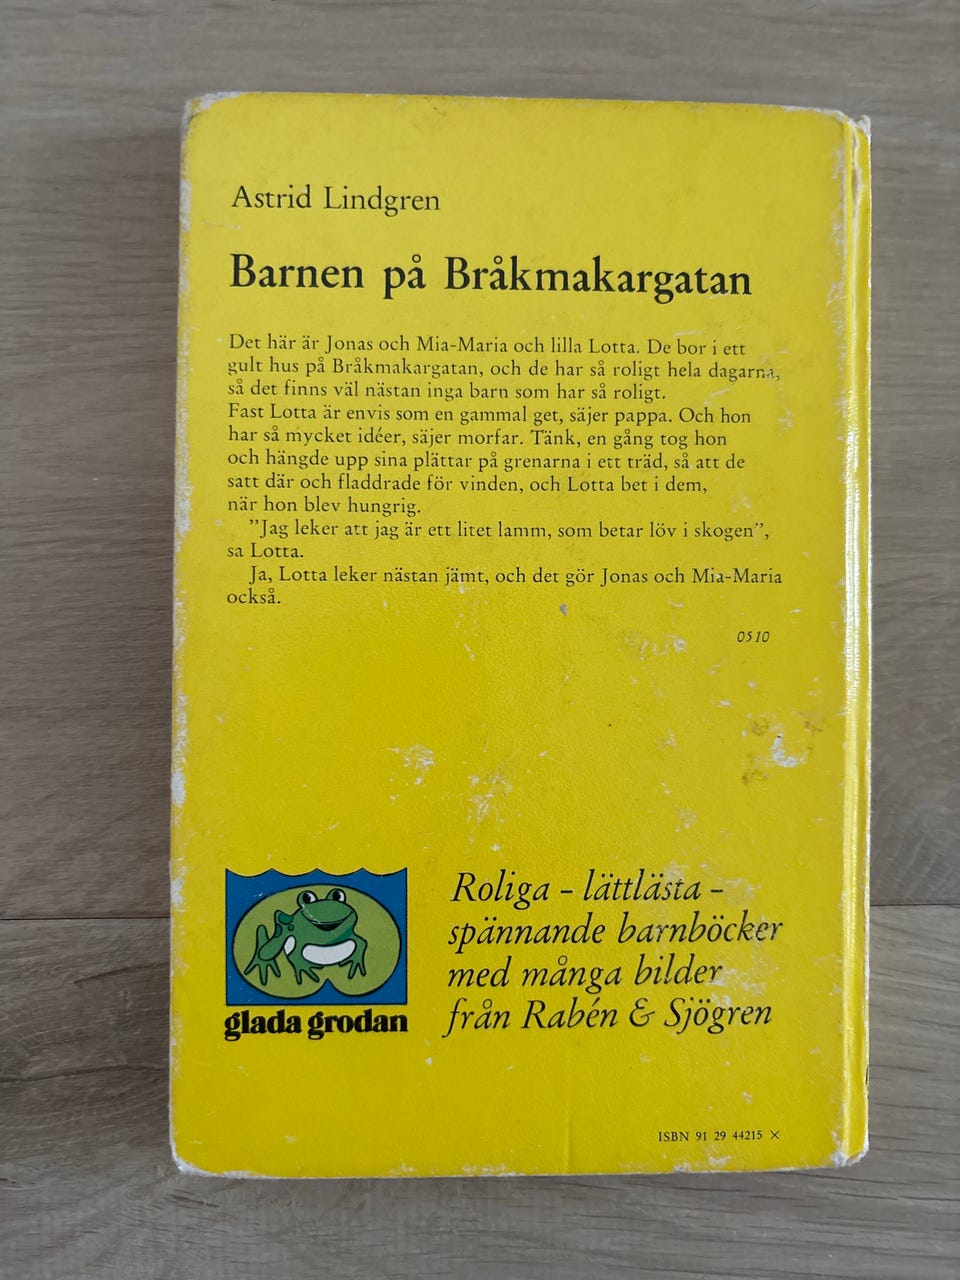 Astrid Lindgren
Barnen på Bråkmakargatan
Det här är Jonas och Mia-Maria och lilla Lotta. De bor i ett
gult hus på Bråkmakargatan, och de har så roligt hela dagarna,
så det finns väl nästan inga barn som har så roligt.
Fast Lotta är envis som en gammal get, säjer pappa. Och hon
har så mycket idéer, säjer morfar. Tänk, en gång tog hon
och hängde upp sina plättar på grenarna i ett träd, så att de
satt där och fladdrade för vinden, och Lotta bet i dem,
när hon blev hungrig.
”Jag leker att jag är ett litet lamm, som betar löv i skogen”,
sa Lotta.
Ja, Lotta leker nästan jämt, och det gör Jonas och Mia-Maria
också.
0510
Roliga – lättlästa –
spännande barnböcker
med många bilder
från Rabén & Sjögren
glada grodan
ISBN 91 29 44215 X